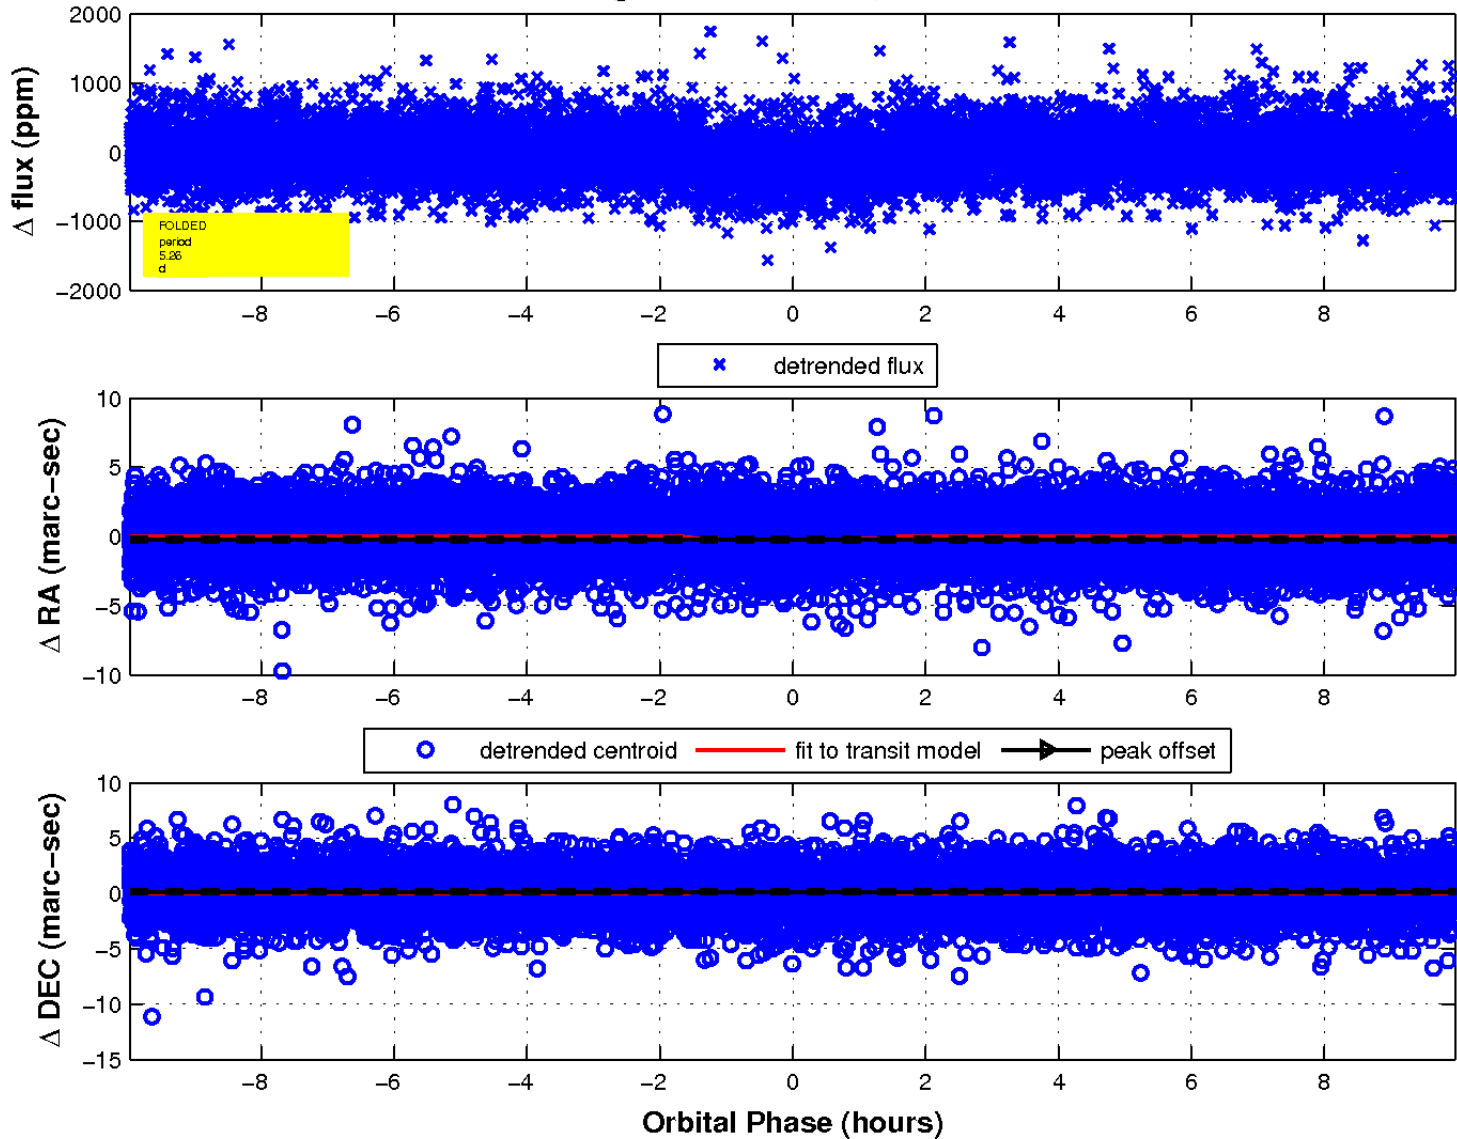 2000
1000
0
−1000
−2000
Δ flux (ppm)
FOLDED
period
5.26
d
−8 −6 −4 −2 0 2 4 6 8
detrended flux
10
5
0
−5
−10
Δ RA (marc−sec)
−8 −6 −4 −2 0 2 4 6 8
detrended centroid fit to transit model peak offset
10
5
0
−5
−10
−15
Δ DEC (marc−sec)
−8 −6 −4 −2 0 2 4 6 8
Orbital Phase (hours)